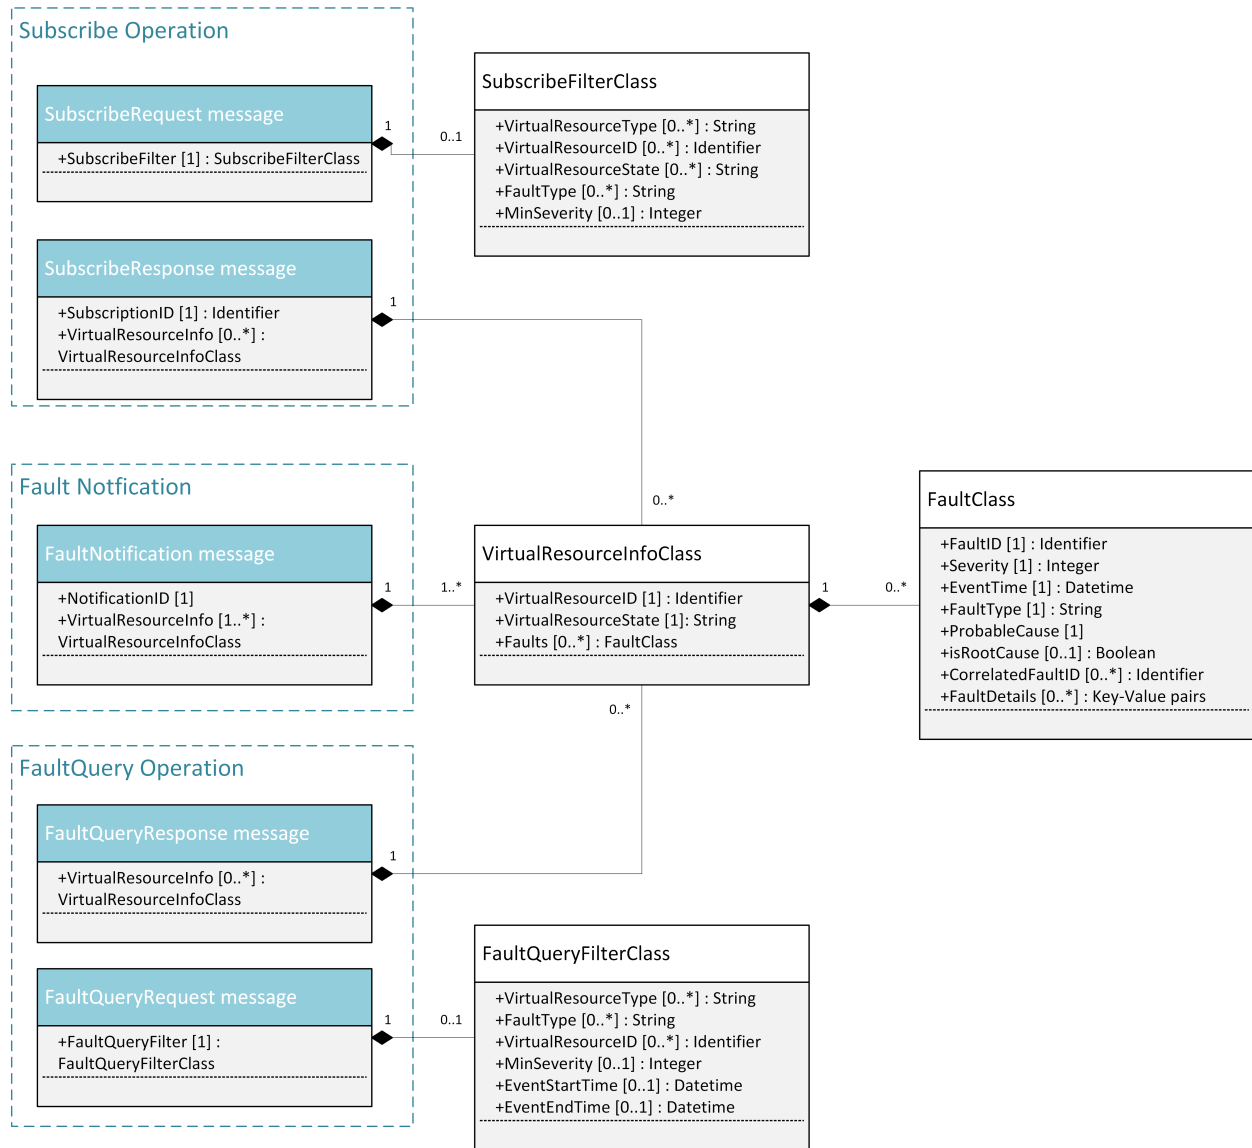 Subscribe Operation
SubscribeRequest message
+SubscribeFilter [1] : SubscribeFilterClass
1
0..1
SubscribeFilterClass
+VirtualResourceType [0..*] : String
+VirtualResourceID [0..*] : Identifier
+VirtualResourceState [0..*] : String
+FaultType [0..*] : String
+MinSeverity [0..1] : Integer
SubscribeResponse message
+SubscriptionID [1] : Identifier
+VirtualResourceInfo [0..*] :
VirtualResourceInfoClass
1
0..*
Fault Notfication
FaultNotification message
+NotificationID [1]
+VirtualResourceInfo [1..*] :
VirtualResourceInfoClass
1
1..*
VirtualResourceInfoClass
+VirtualResourceID [1] : Identifier
+VirtualResourceState [1]: String
+Faults [0..*] : FaultClass
1
0..*
FaultClass
+FaultID [1] : Identifier
+Severity [1] : Integer
+EventTime [1] : Datetime
+FaultType [1] : String
+ProbableCause [1]
+isRootCause [0..1] : Boolean
+CorrelatedFaultID [0..*] : Identifier
+FaultDetails [0..*] : Key-Value pairs
0..*
FaultQuery Operation
FaultQueryResponse message
+VirtualResourceInfo [0..*] :
VirtualResourceInfoClass
1
FaultQueryRequest message
+FaultQueryFilter [1] :
FaultQueryFilterClass
1
0..1
FaultQueryFilterClass
+VirtualResourceType [0..*] : String
+FaultType [0..*] : String
+VirtualResourceID [0..*] : Identifier
+MinSeverity [0..1] : Integer
+EventStartTime [0..1] : Datetime
+EventEndTime [0..1] : Datetime